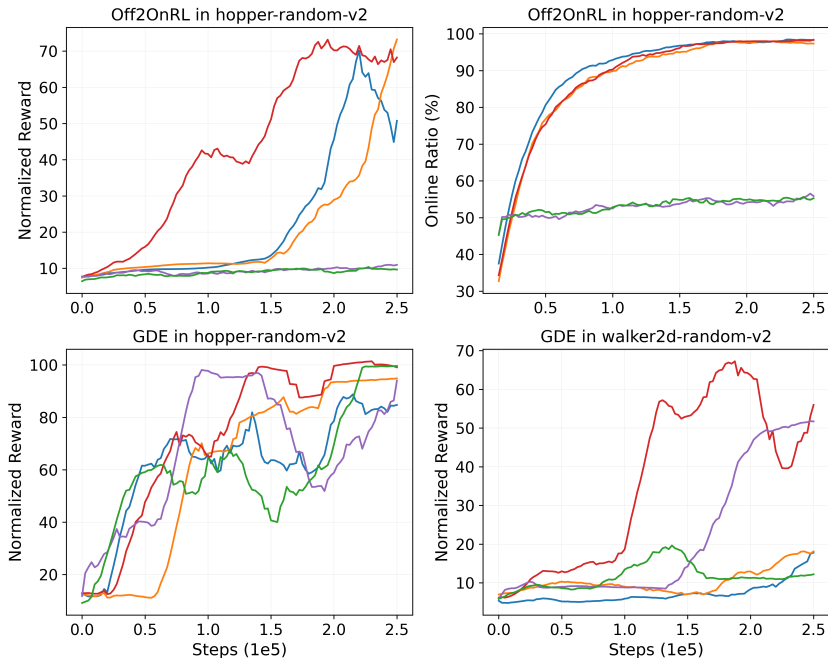 Off2OnRL in hopper-random-v2
Normalized Reward
70
60
50
40
30
20
10
0.0 0.5 1.0 1.5 2.0 2.5
Off2OnRL in hopper-random-v2
Online Ratio (%)
100
90
80
70
60
50
40
30
0.5 1.0 1.5 2.0 2.5
GDE in hopper-random-v2
Normalized Reward
100
80
60
40
20
0.0 0.5 1.0 1.5 2.0 2.5
Steps (1e5)
GDE in walker2d-random-v2
Normalized Reward
70
60
50
40
30
20
10
0.0 0.5 1.0 1.5 2.0 2.5
Steps (1e5)